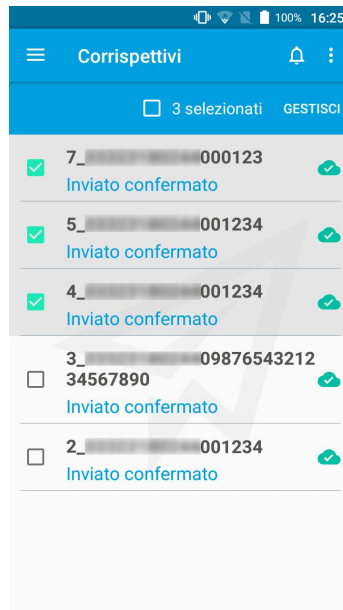 100% 16:25
Corrispettivi
3 selezionati GESTISCI
7_ 000123
Inviato confermato
5_ 001234
Inviato confermato
4_ 001234
Inviato confermato
3_ 09876543212
34567890
Inviato confermato
2_ 001234
Inviato confermato